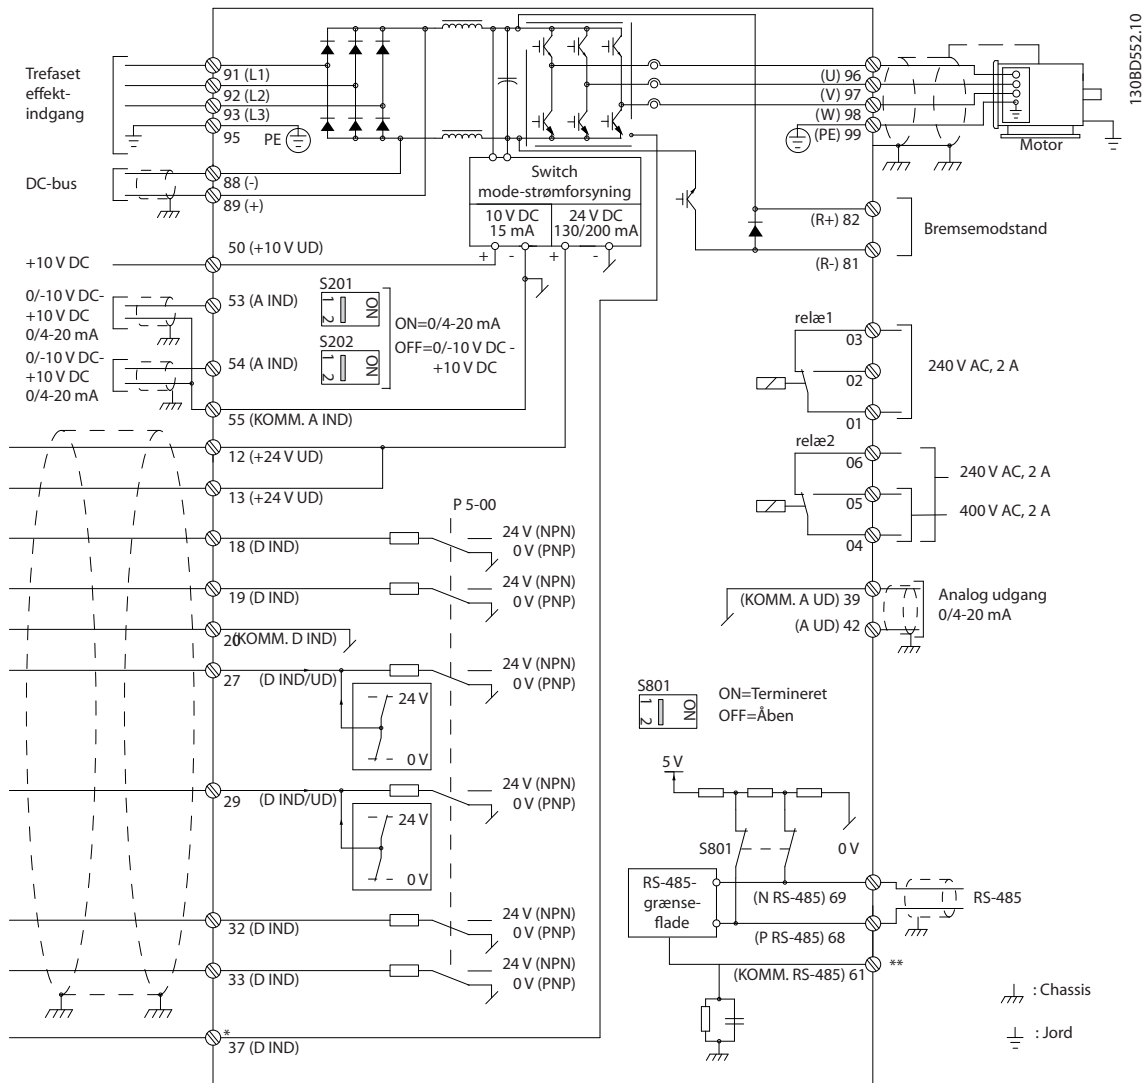 130BD552.10
Trefaset
effekt-
indgang
91 (L1)
92 (L2)
93 (L3)
95
PE
DC-bus
88 (-)
89 (+)
Switch
mode-strømforsyning
10 V DC
15 mA
24 V DC
130/200 mA
+
-
+
-
(U) 96
(V) 97
(W) 98
(PE) 99
Motor
(R+) 82
Bremsemodstand
(R-) 81
+10 V DC
50 (+10 V UD)
0/-10 V DC-
+10 V DC
0/4-20 mA
53 (A IND)
0/-10 V DC-
+10 V DC
0/4-20 mA
54 (A IND)
55 (KOMM. A IND)
S201
1
2
ON
S202
1
2
ON
ON=0/4-20 mA
OFF=0/-10 V DC -
+10 V DC
relæ1
03
02
01
240 V AC, 2 A
relæ2
06
05
04
240 V AC, 2 A
400 V AC, 2 A
12 (+24 V UD)
13 (+24 V UD)
P 5-00
18 (D IND)
24 V (NPN)
0 V (PNP)
19 (D IND)
24 V (NPN)
0 V (PNP)
20
(KOMM. D IND)
27
(D IND/UD)
24 V (NPN)
0 V (PNP)
24 V
0 V
29
(D IND/UD)
24 V (NPN)
0 V (PNP)
24 V
0 V
32 (D IND)
24 V (NPN)
0 V (PNP)
33 (D IND)
24 V (NPN)
0 V (PNP)
*
37 (D IND)
(KOMM. A UD) 39
(A UD) 42
Analog udgang
0/4-20 mA
S801
1
2
ON
ON=Termineret
OFF=Åben
5 V
S801
0 V
RS-485-
grænse-
flade
(N RS-485) 69
(P RS-485) 68
(KOMM. RS-485) 61
**
RS-485
: Chassis
: Jord